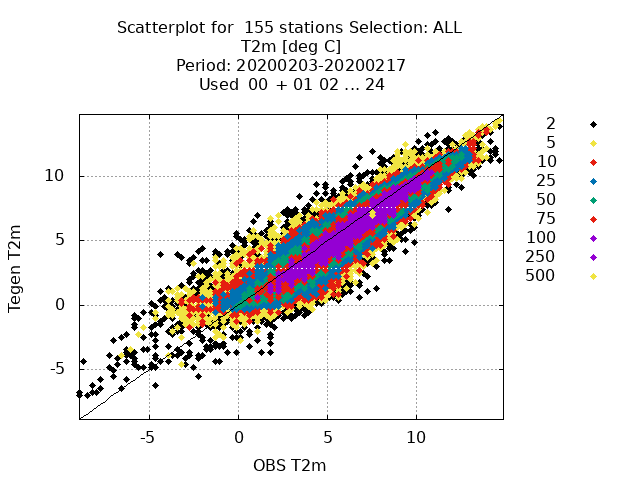 Scatterplot for  155 stations Selection: ALL
T2m [deg C]
Period: 20200203-20200217
Used  00 + 01 02 ... 24
2
5
10
25
50
75
100
250
500
10
5
0
-5
Tegen T2m
-5 0 5 10
OBS T2m